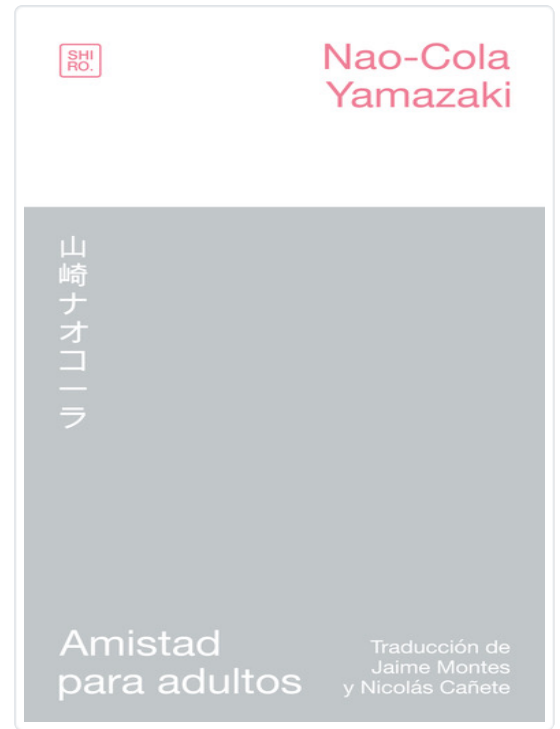 SHI
RO.
Nao-Cola
Yamazaki
山崎ナオコーラ
Amistad
para adultos
Traducción de
Jaime Montes
y Nicolás Cañete